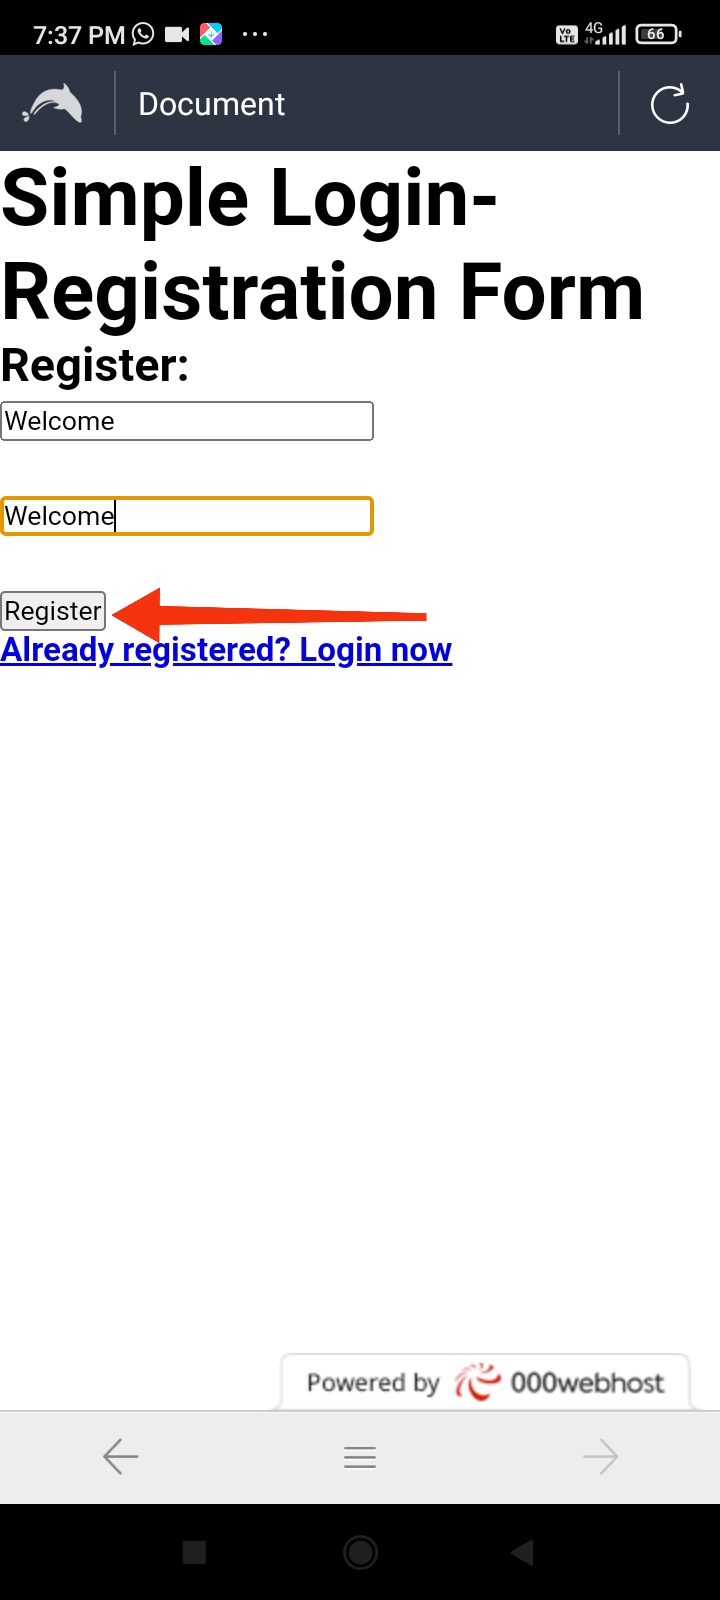 7:37 PM
Vo LTE 4G 66
Document
Simple Login-
Registration Form
Register:
Welcome
Welcome
Register
Already registered? Login now
Powered by 000webhost